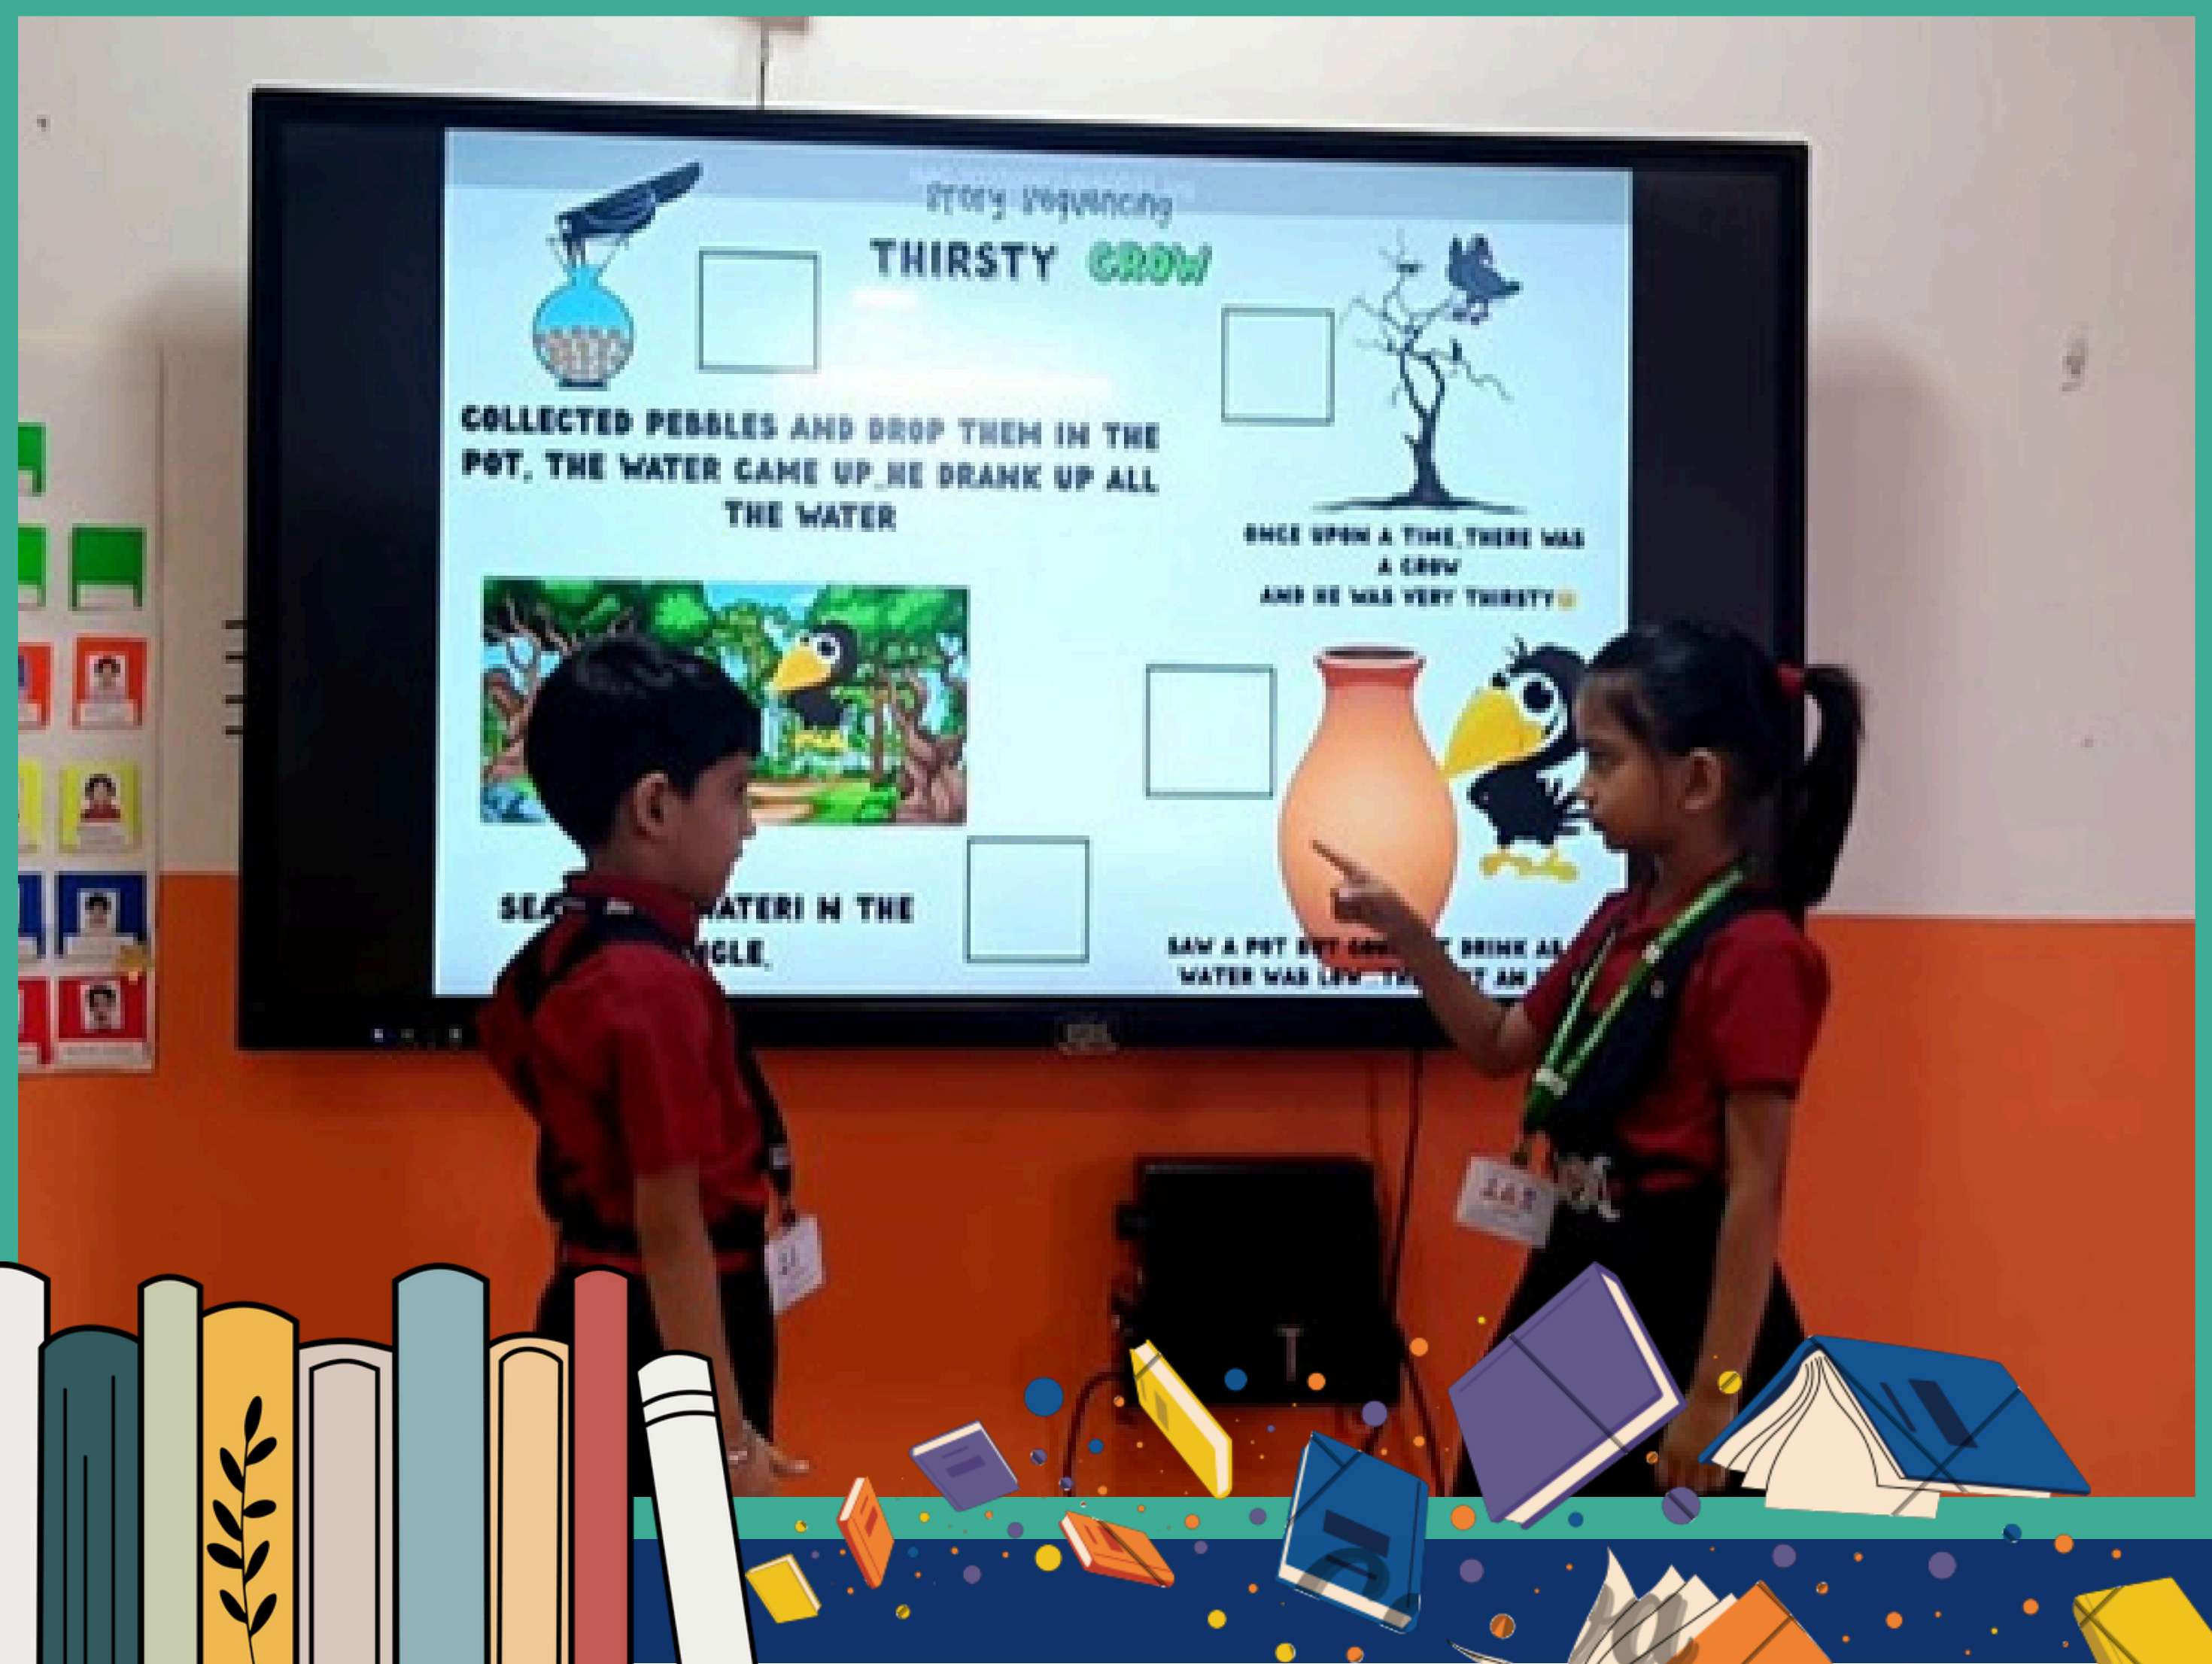 Story Sequencing
THIRSTY CROW
COLLECTED PEBBLES AND DROP THEM IN THE
POT, THE WATER CAME UP.HE DRANK UP ALL
THE WATER
ONCE UPON A TIME, THERE WAS
A CROW
AND HE WAS VERY THIRSTY
THE
SAW A POT DRINK
WATER WAS LOW